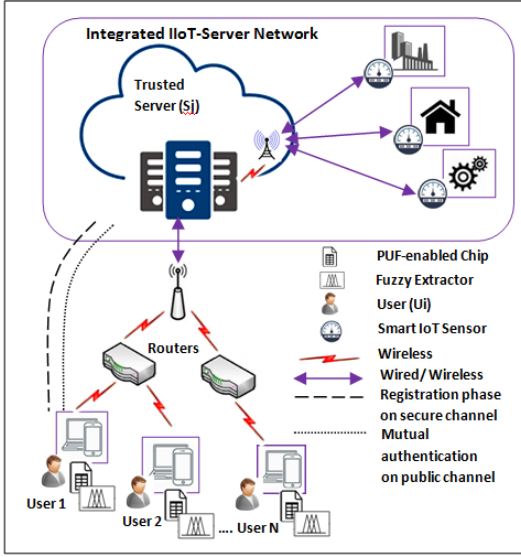 Integrated IIoT-Server Network
Trusted
Server (Sj)
PUF-enabled Chip
Fuzzy Extractor
User (Ui)
Smart IoT Sensor
Wireless
Wired/ Wireless
Registration phase
on secure channel
Mutual
authentication
on public channel
Routers
User 1
User 2
.... User N